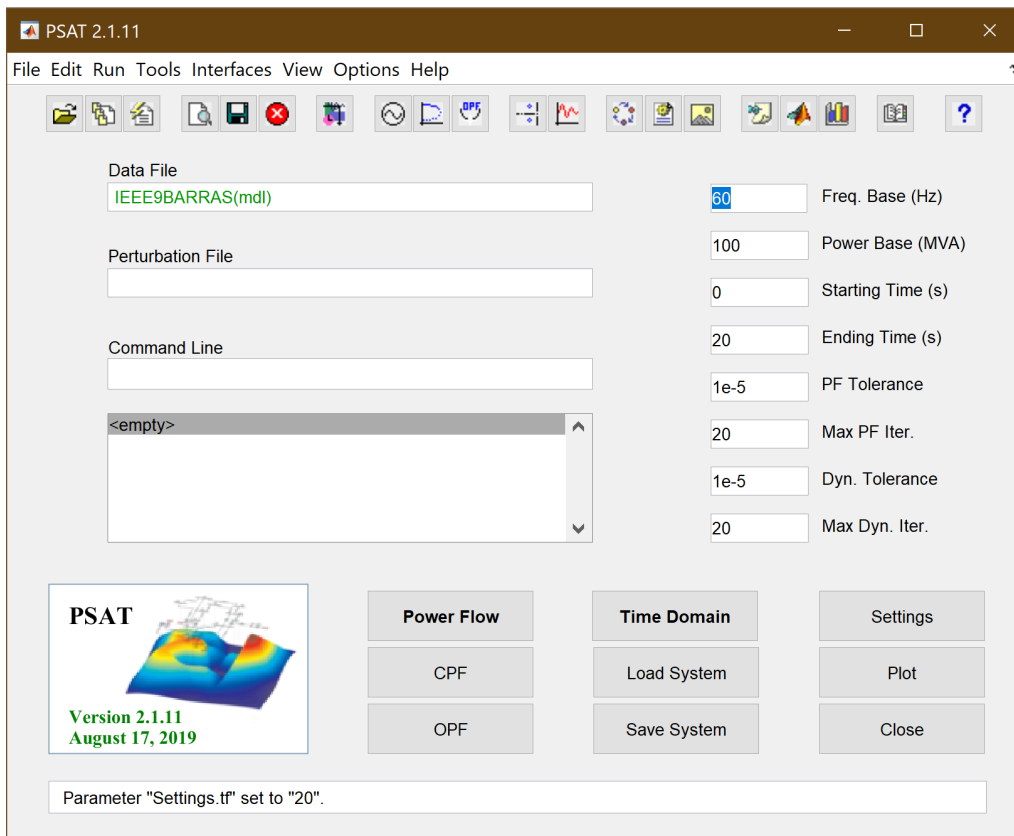 PSAT 2.1.11
File Edit Run Tools Interfaces View Options Help
OPF
?
Data File
IEEE9BARRAS(mdl)
Perturbation File
Command Line
<empty>
60 Freq. Base (Hz)
100 Power Base (MVA)
0 Starting Time (s)
20 Ending Time (s)
1e-5 PF Tolerance
20 Max PF Iter.
1e-5 Dyn. Tolerance
20 Max Dyn. Iter.
PSAT
Version 2.1.11
August 17, 2019
Power Flow Time Domain Settings
CPF Load System Plot
OPF Save System Close
Parameter "Settings.tf" set to "20".